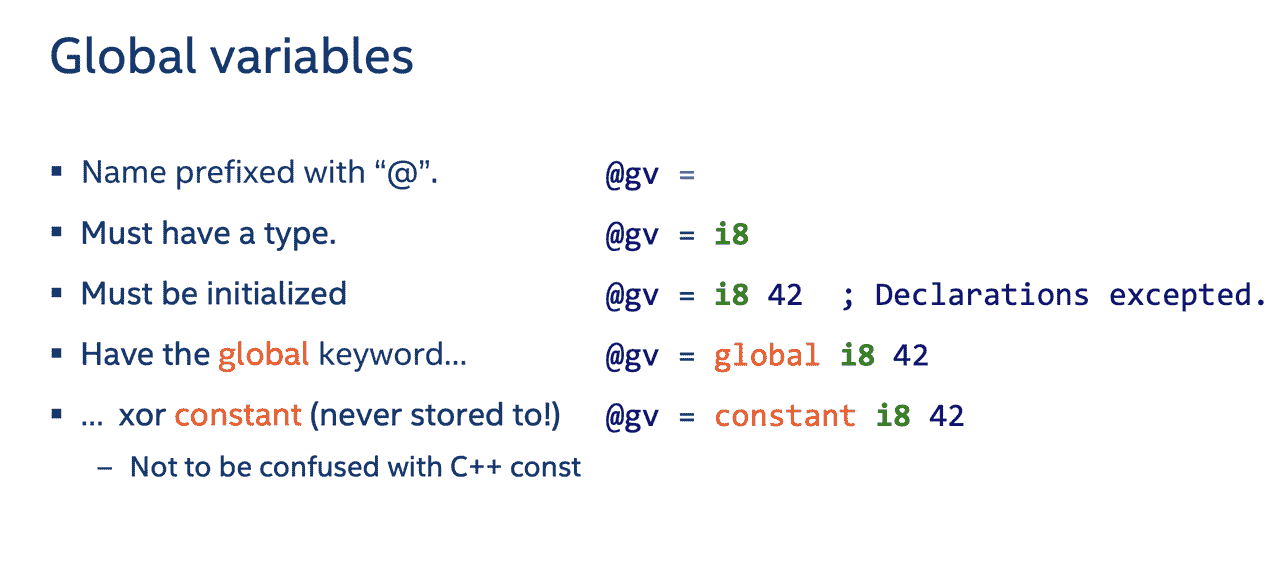 Global variables
▪ Name prefixed with “@”. @gv =
▪ Must have a type. @gv = i8
▪ Must be initialized @gv = i8 42 ; Declarations excepted.
▪ Have the global keyword… @gv = global i8 42
▪ … xor constant (never stored to!) @gv = constant i8 42
– Not to be confused with C++ const